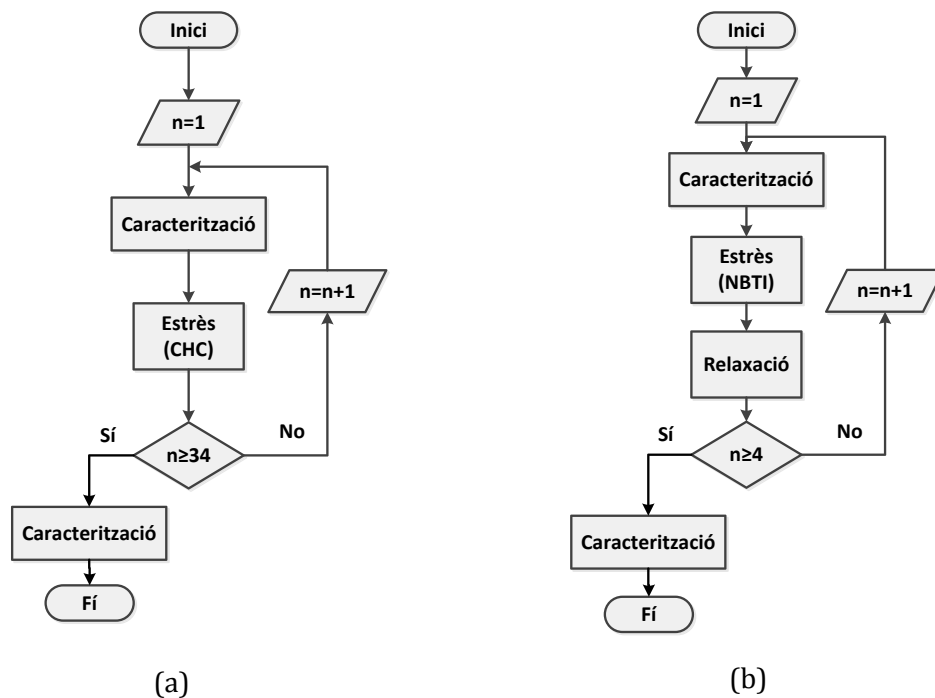 Inici
n=1
Caracterització
Estrès
(CHC)
n=n+1
Sí
No
n≥34
Caracterització
Fí
(a)
Inici
n=1
Caracterització
Estrès
(NBTI)
n=n+1
Relaxació
Sí
No
n≥4
Caracterització
Fí
(b)